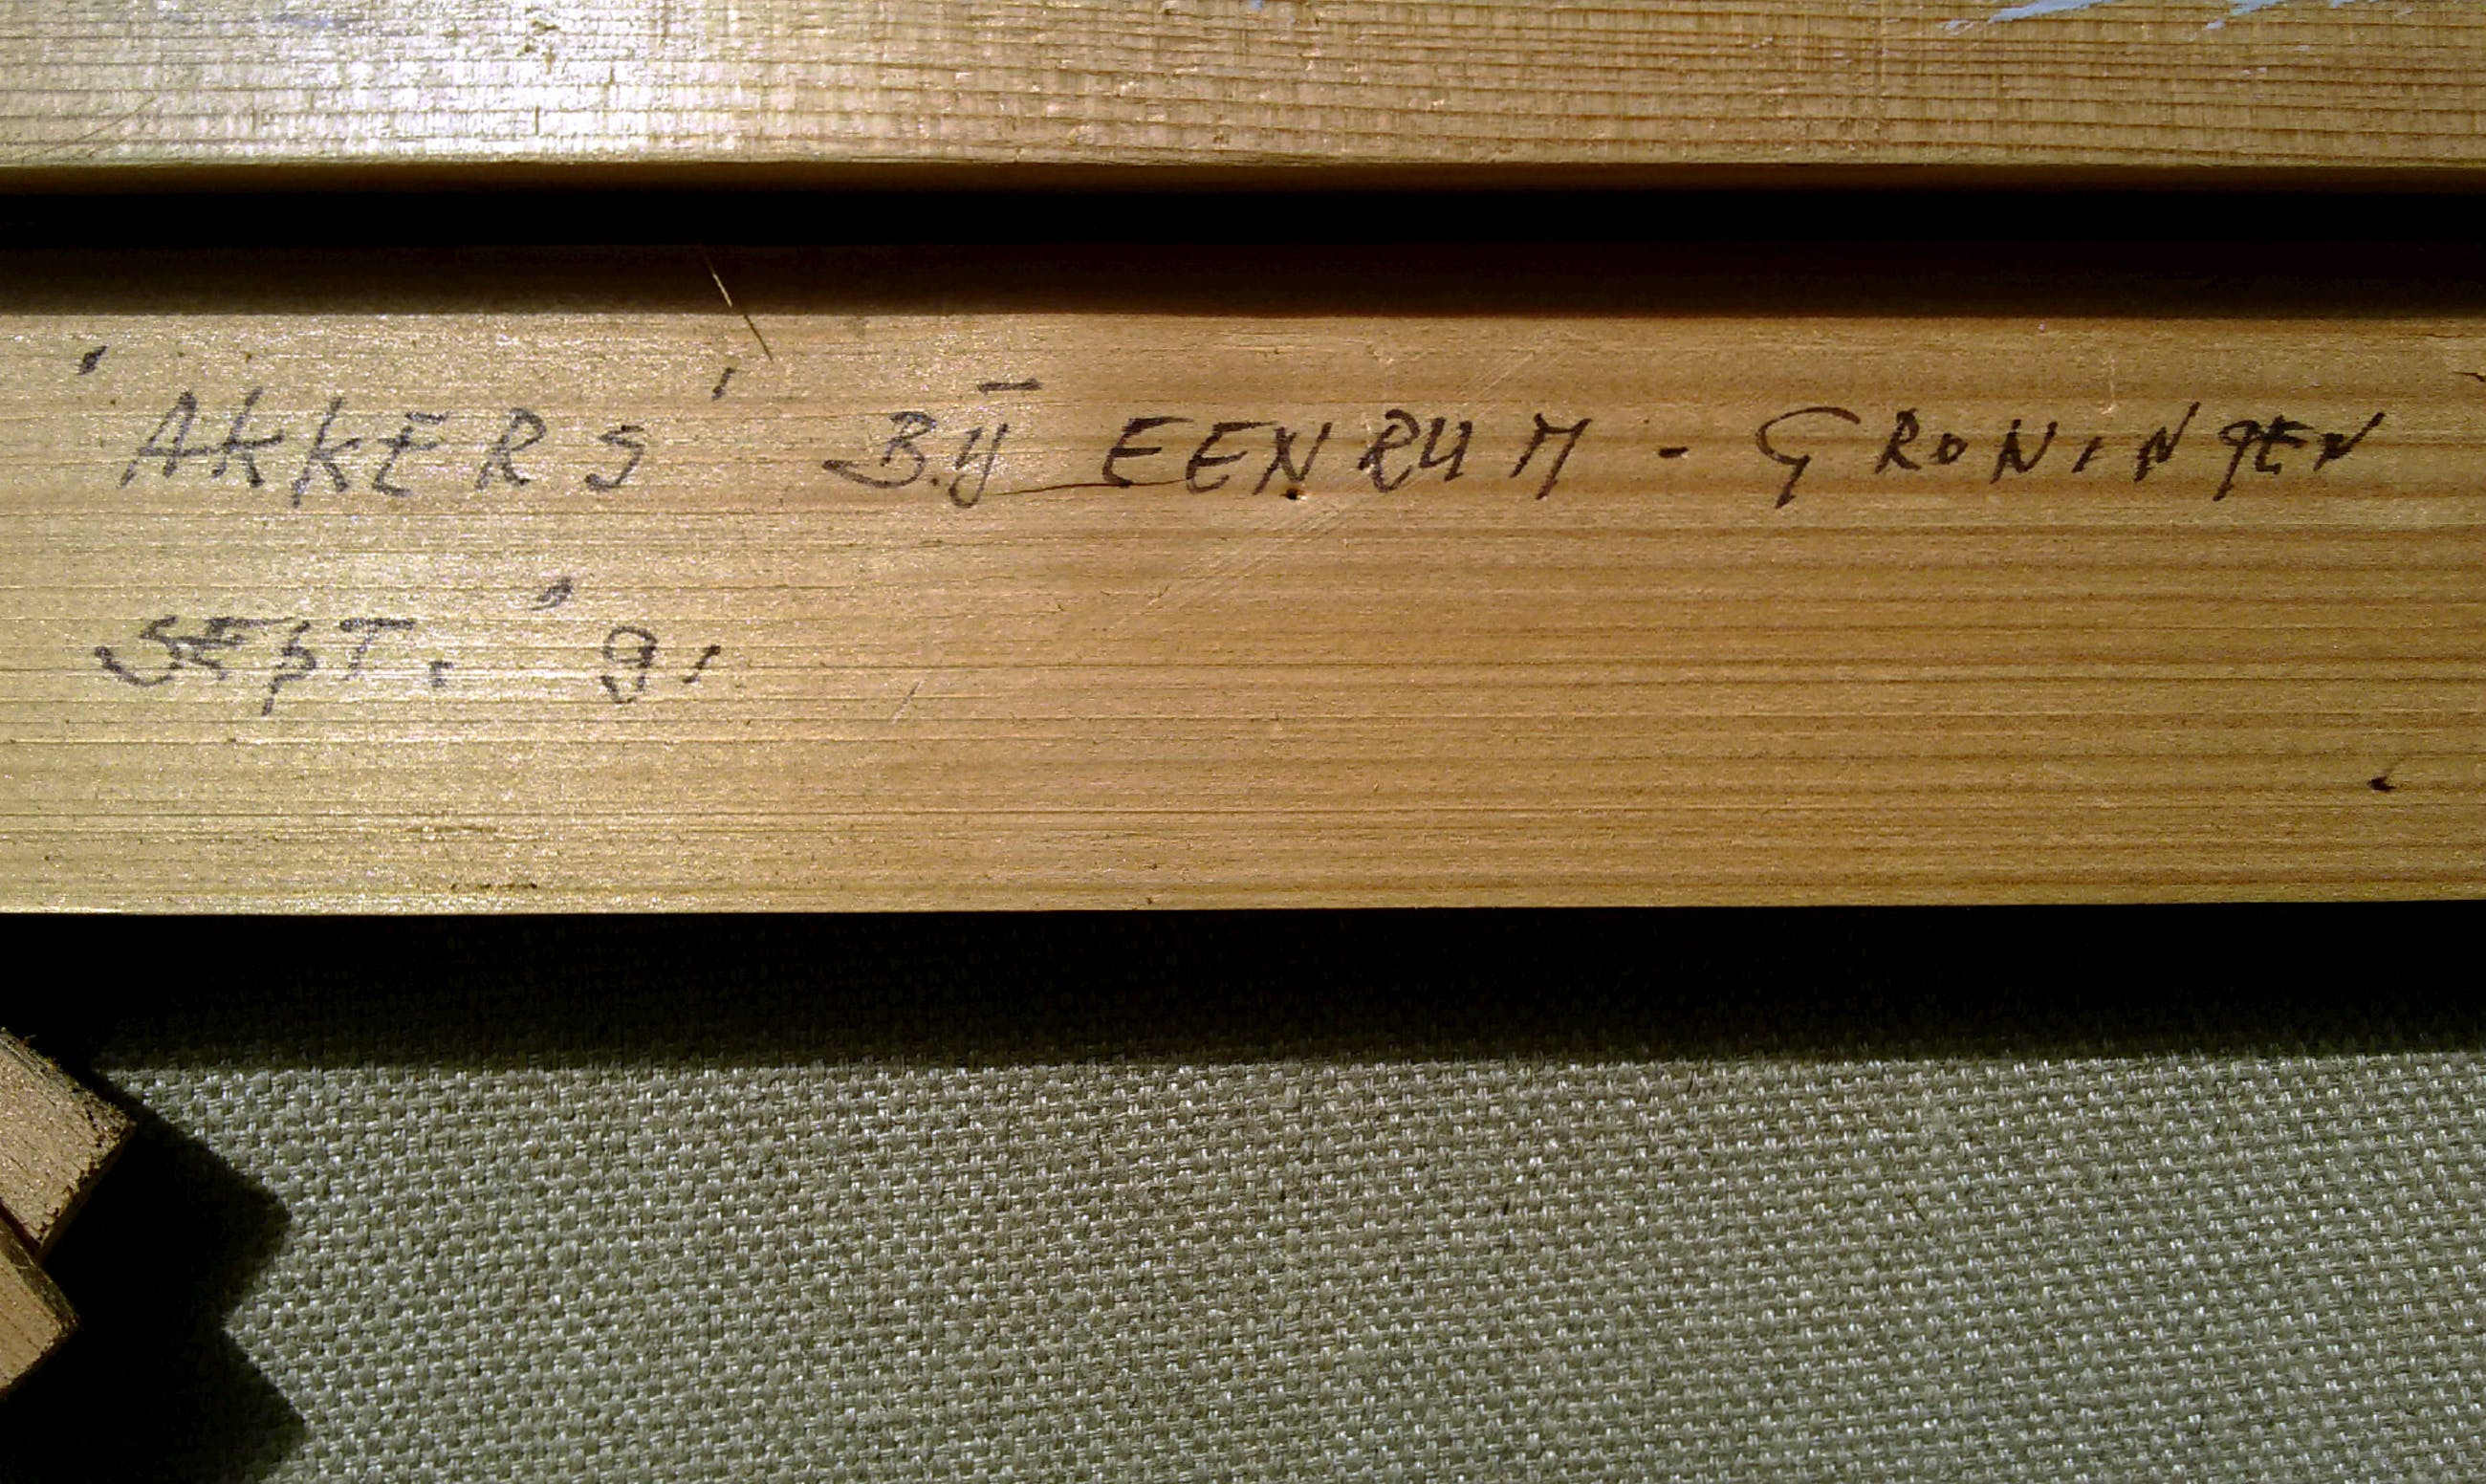 'AKKERS' BIJ EENRUM - GRONINGEN
SEPT. '91